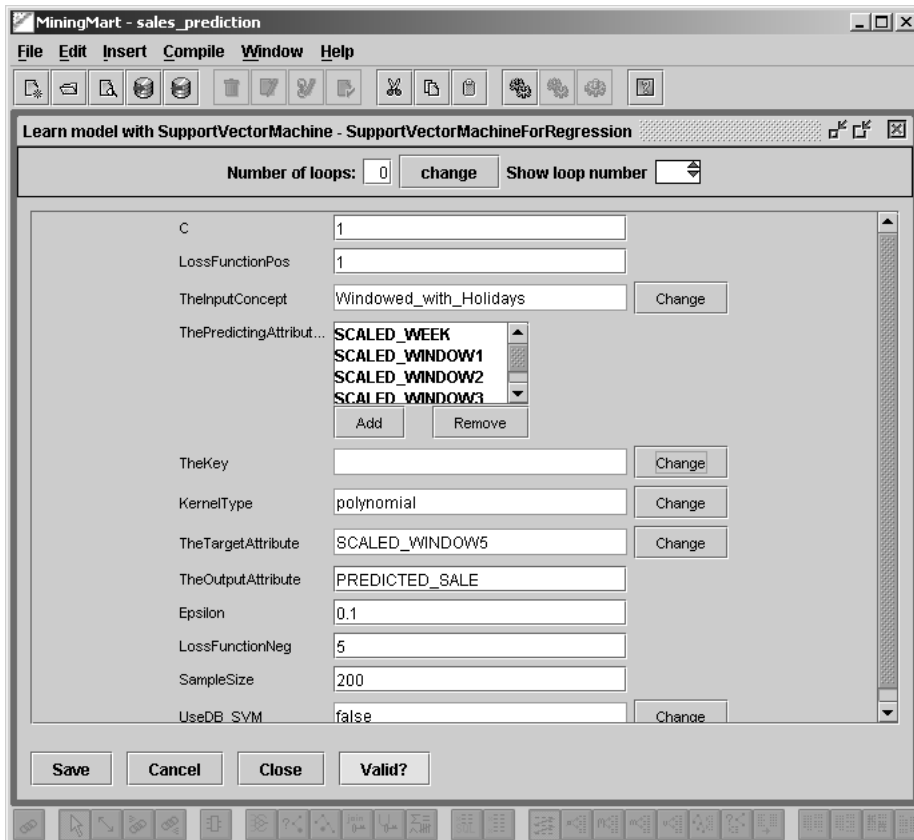 MiningMart - sales_prediction
File Edit Insert Compile Window Help
Learn model with SupportVectorMachine - SupportVectorMachineForRegression
Number of loops: 0 change Show loop number
C 1
LossFunctionPos 1
TheInputConcept Windowed_with_Holidays Change
ThePredictingAttribut... SCALED_WEEK
SCALED_WINDOW1
SCALED_WINDOW2
SCALED_WINDOW3
Add Remove
TheKey Change
KernelType polynomial Change
TheTargetAttribute SCALED_WINDOW5 Change
TheOutputAttribute PREDICTED_SALE
Epsilon 0.1
LossFunctionNeg 5
SampleSize 200
UseDB_SVM false Change
Save Cancel Close Valid?